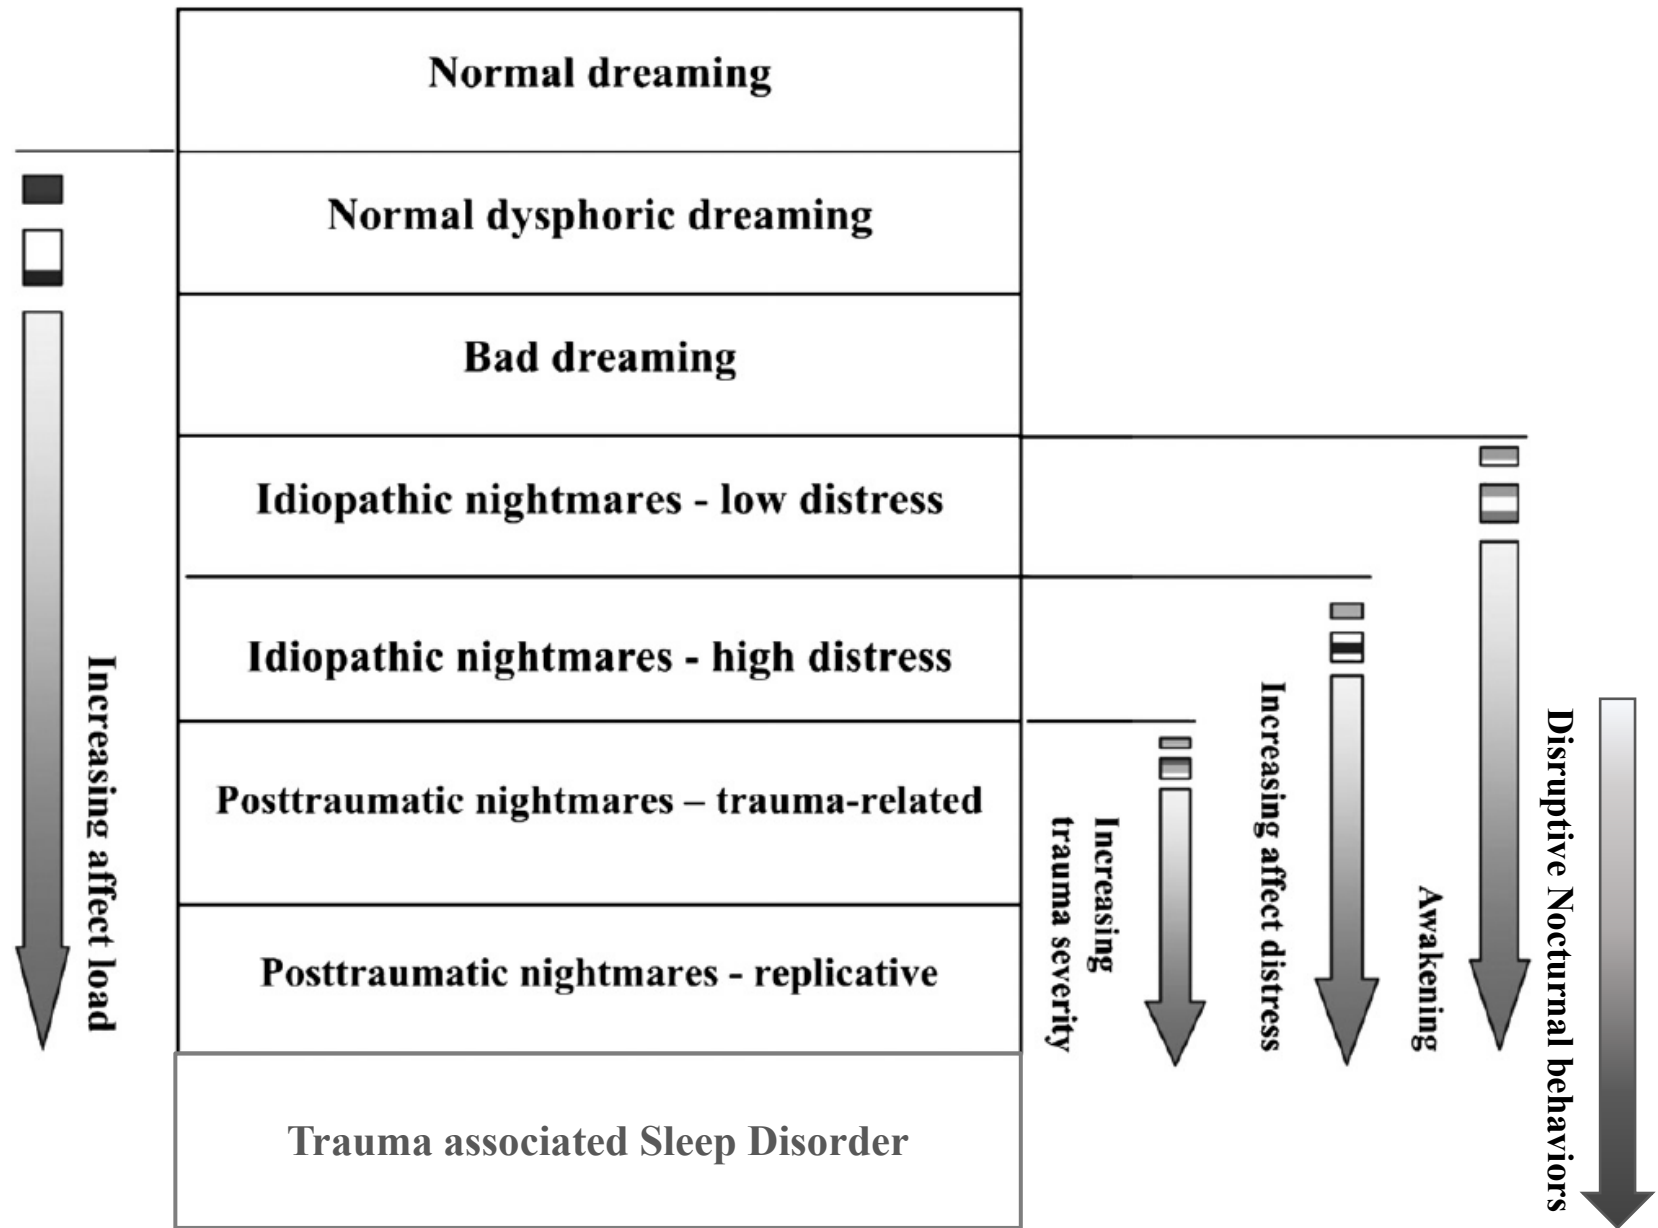 Normal dreaming
Normal dysphoric dreaming
Bad dreaming
Idiopathic nightmares - low distress
Idiopathic nightmares - high distress
Posttraumatic nightmares – trauma-related
Posttraumatic nightmares - replicative
Trauma associated Sleep Disorder
Increasing affect load
Increasing
trauma severity
Increasing affect distress
Awakening
Disruptive Nocturnal behaviors